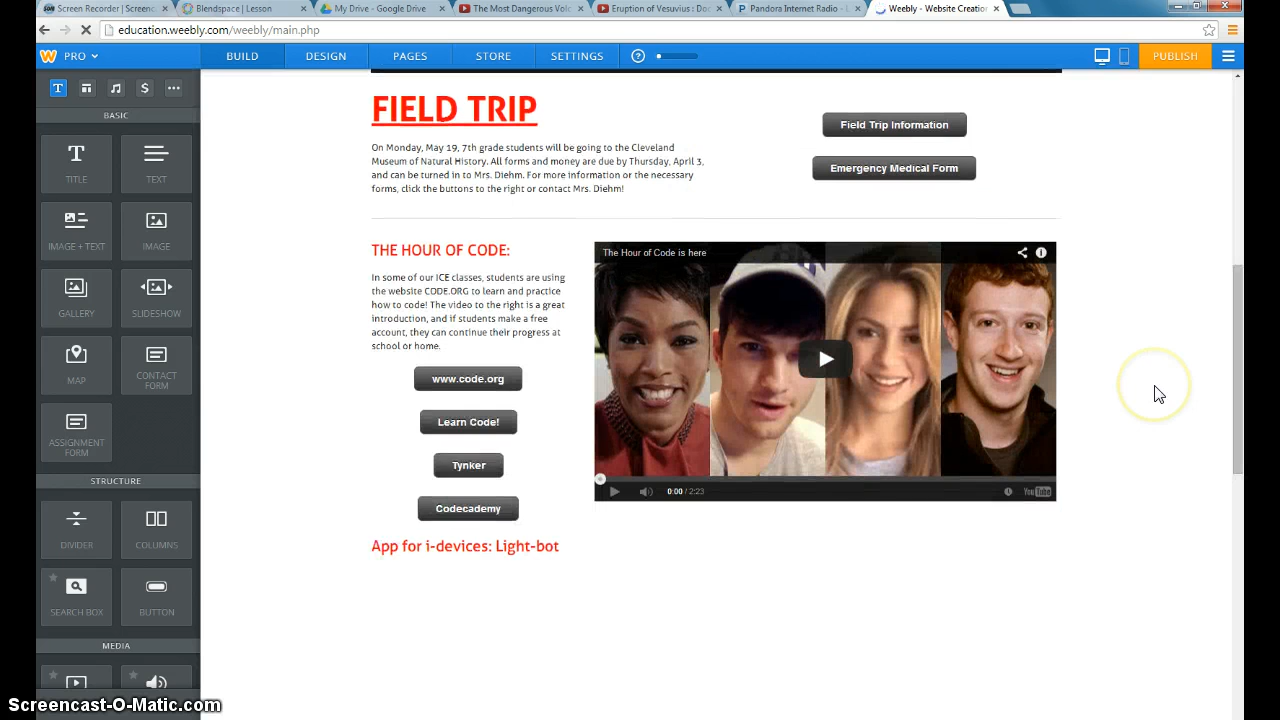 Screen Recorder | Screenc
Blendspace | Lesson
My Drive - Google Drive
The Most Dangerous Volc
Eruption of Vesuvius : Doc
Pandora Internet Radio - L
Weebly - Website Creation
education.weebly.com/weebly/main.php
PRO
BUILD
DESIGN
PAGES
STORE
SETTINGS
PUBLISH
BASIC
TITLE
TEXT
IMAGE + TEXT
IMAGE
GALLERY
SLIDESHOW
MAP
CONTACT
FORM
ASSIGNMENT
FORM
STRUCTURE
DIVIDER
COLUMNS
SEARCH BOX
BUTTON
MEDIA
FIELD TRIP
On Monday, May 19, 7th grade students will be going to the Cleveland
Museum of Natural History. All forms and money are due by Thursday, April 3,
and can be turned in to Mrs. Diehm. For more information or the necessary
forms, click the buttons to the right or contact Mrs. Diehm!
Field Trip Information
Emergency Medical Form
THE HOUR OF CODE:
In some of our ICE classes, students are using
the website CODE.ORG to learn and practice
how to code! The video to the right is a great
introduction, and if students make a free
account, they can continue their progress at
school or home.
www.code.org
Learn Code!
Tynker
Codecademy
App for i-devices: Light-bot
The Hour of Code is here
0:00 / 2:23
YouTube
Screencast-O-Matic.com